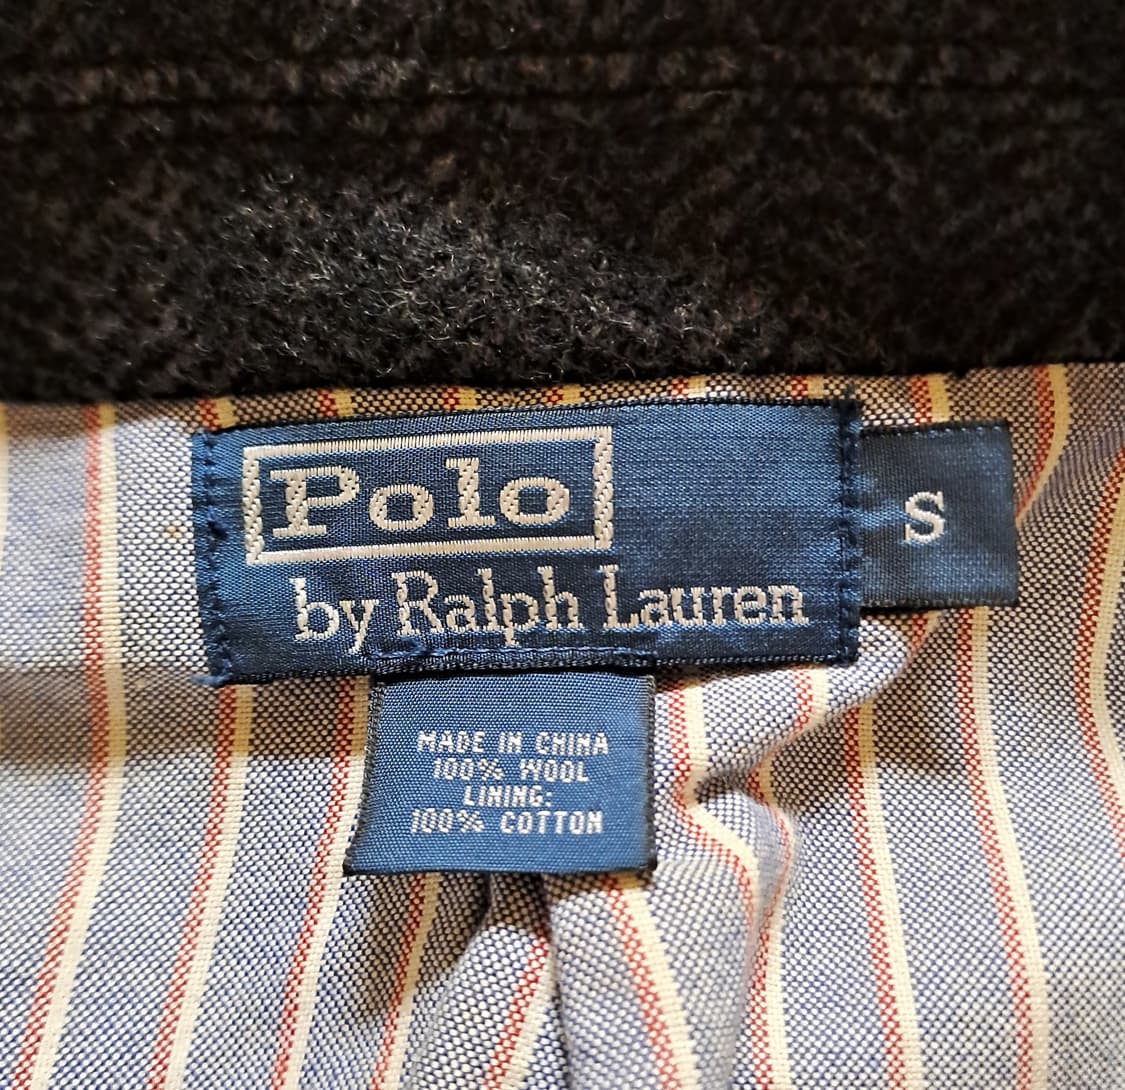 Polo
by Ralph Lauren
S
MADE IN CHINA
100% WOOL
LINING:
100% COTTON